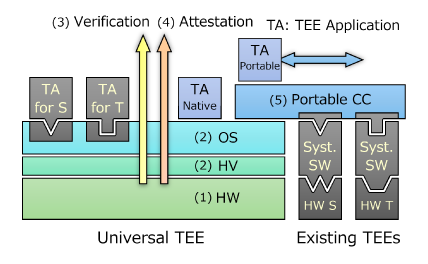 (3) Verification (4) Attestation
TA: TEE Application
TA
Portable
TA
for S
TA
for T
TA
Native
(5) Portable CC
(2) OS
(2) HV
(1) HW
Syst.
SW
HW S
Syst.
SW
HW T
Universal TEE
Existing TEEs